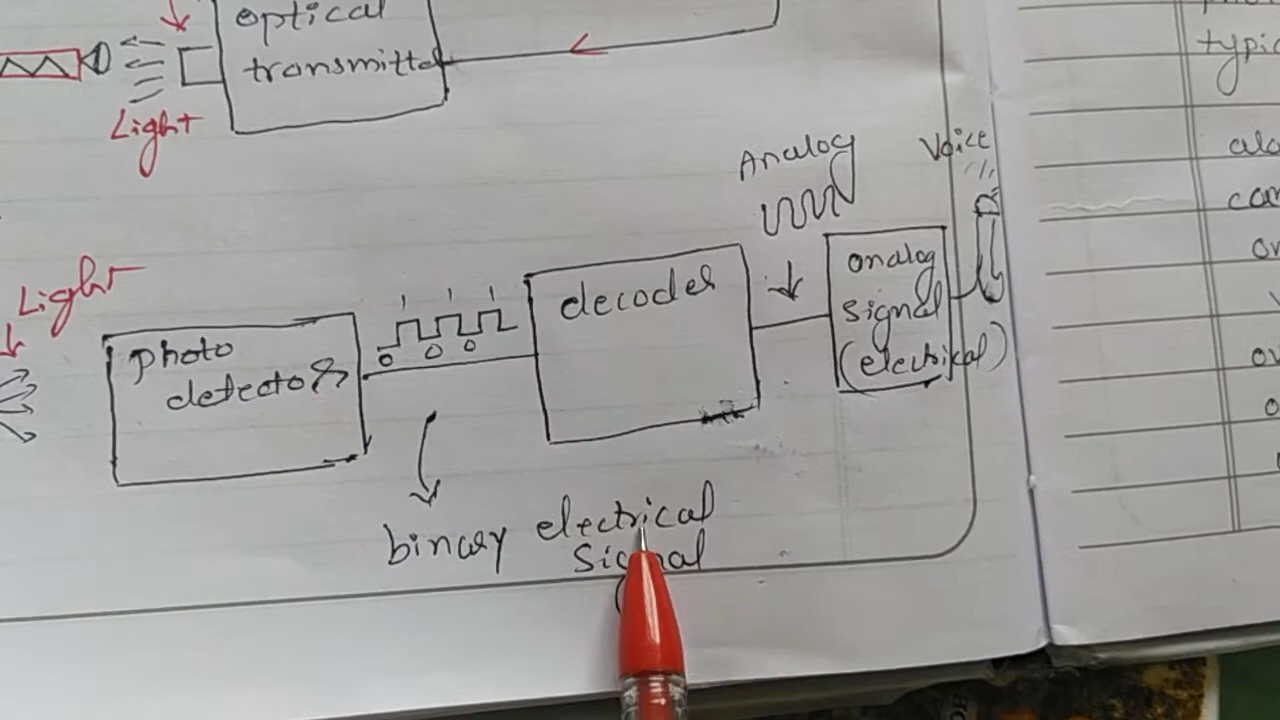 optical
transmitter
Light
Analog
Voice
Light
photo
detector
1 1 1
0 0 0
decoder
analog
signal
(electrical)
binary electrical
signal